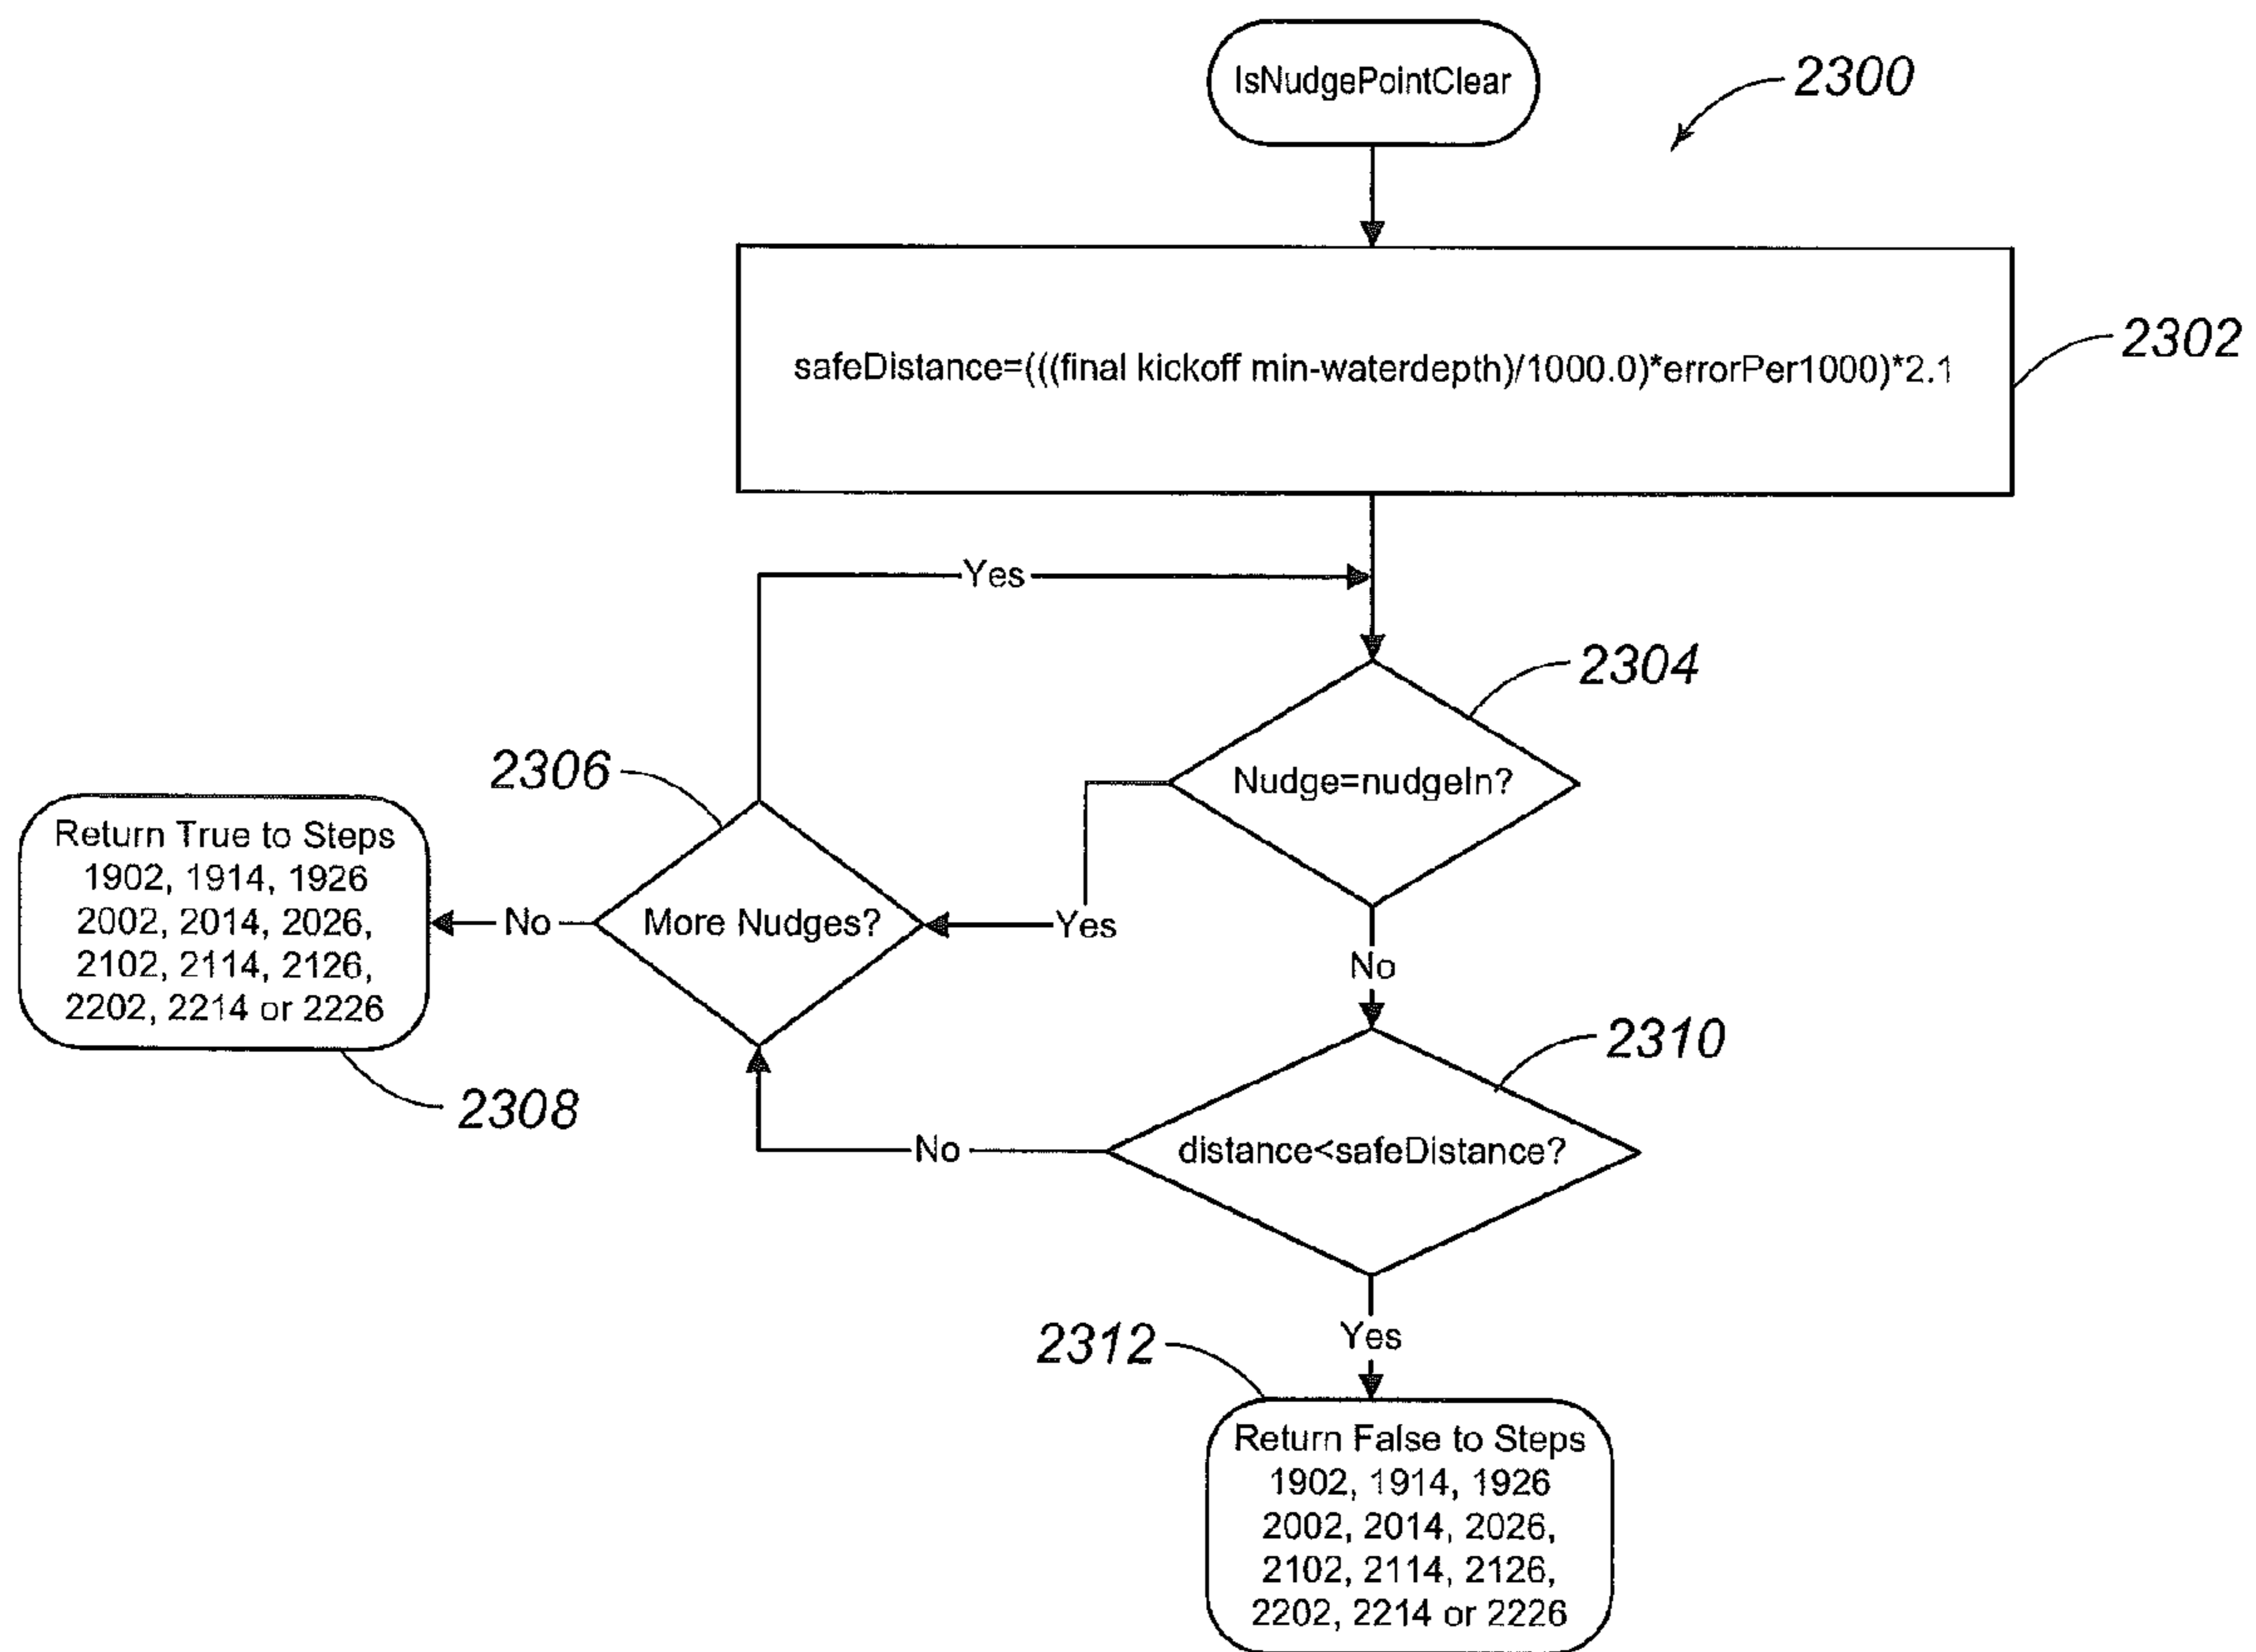 IsNudgePointClear
2300
safeDistance=(((final kickoff min-waterdepth)/1000.0)*errorPer1000)*2.1
2302
Yes
2304
Nudge=nudgeIn?
2306
Return True to Steps
1902, 1914, 1926
2002, 2014, 2026,
2102, 2114, 2126,
2202, 2214 or 2226
No
More Nudges?
Yes
No
2308
2310
distance<safeDistance?
No
Yes
2312
Return False to Steps
1902, 1914, 1926
2002, 2014, 2026,
2102, 2114, 2126,
2202, 2214 or 2226